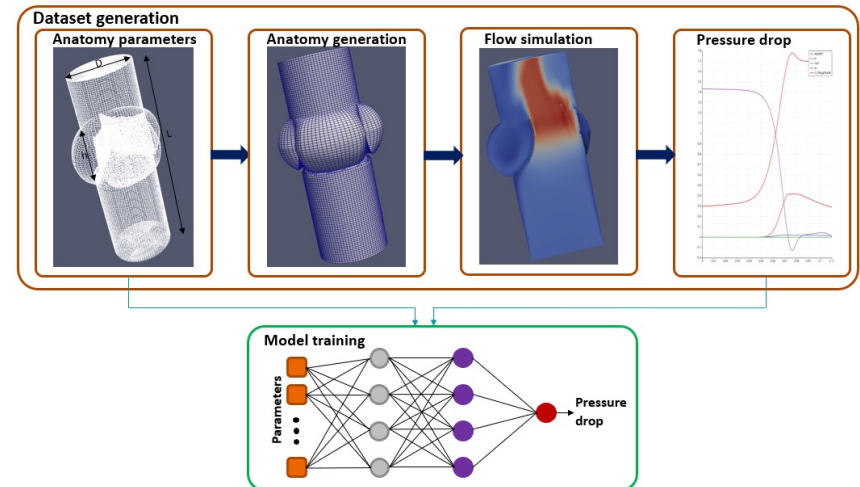 Dataset generation
Anatomy parameters
Anatomy generation
Flow simulation
Pressure drop
D
L
h
Model training
Parameters
Pressure
drop